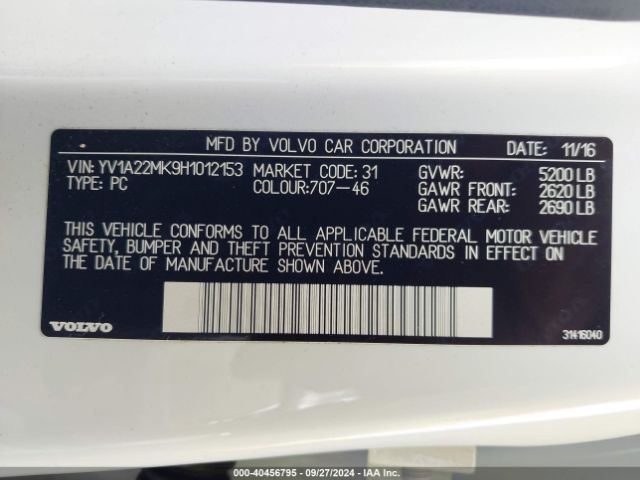 MFD BY VOLVO CAR CORPORATION DATE: 11/16
VIN: YV1A22MK9H1012153 MARKET CODE: 31 GVWR: 5200 LB
TYPE: PC COLOUR:707-46 GAWR FRONT: 2620 LB
GAWR REAR: 2690 LB
THIS VEHICLE CONFORMS TO ALL APPLICABLE FEDERAL MOTOR VEHICLE
SAFETY, BUMPER AND THEFT PREVENTION STANDARDS IN EFFECT ON
THE DATE OF MANUFACTURE SHOWN ABOVE.
VOLVO 31416040
000-40456795 - 09/27/2024 - IAA Inc.